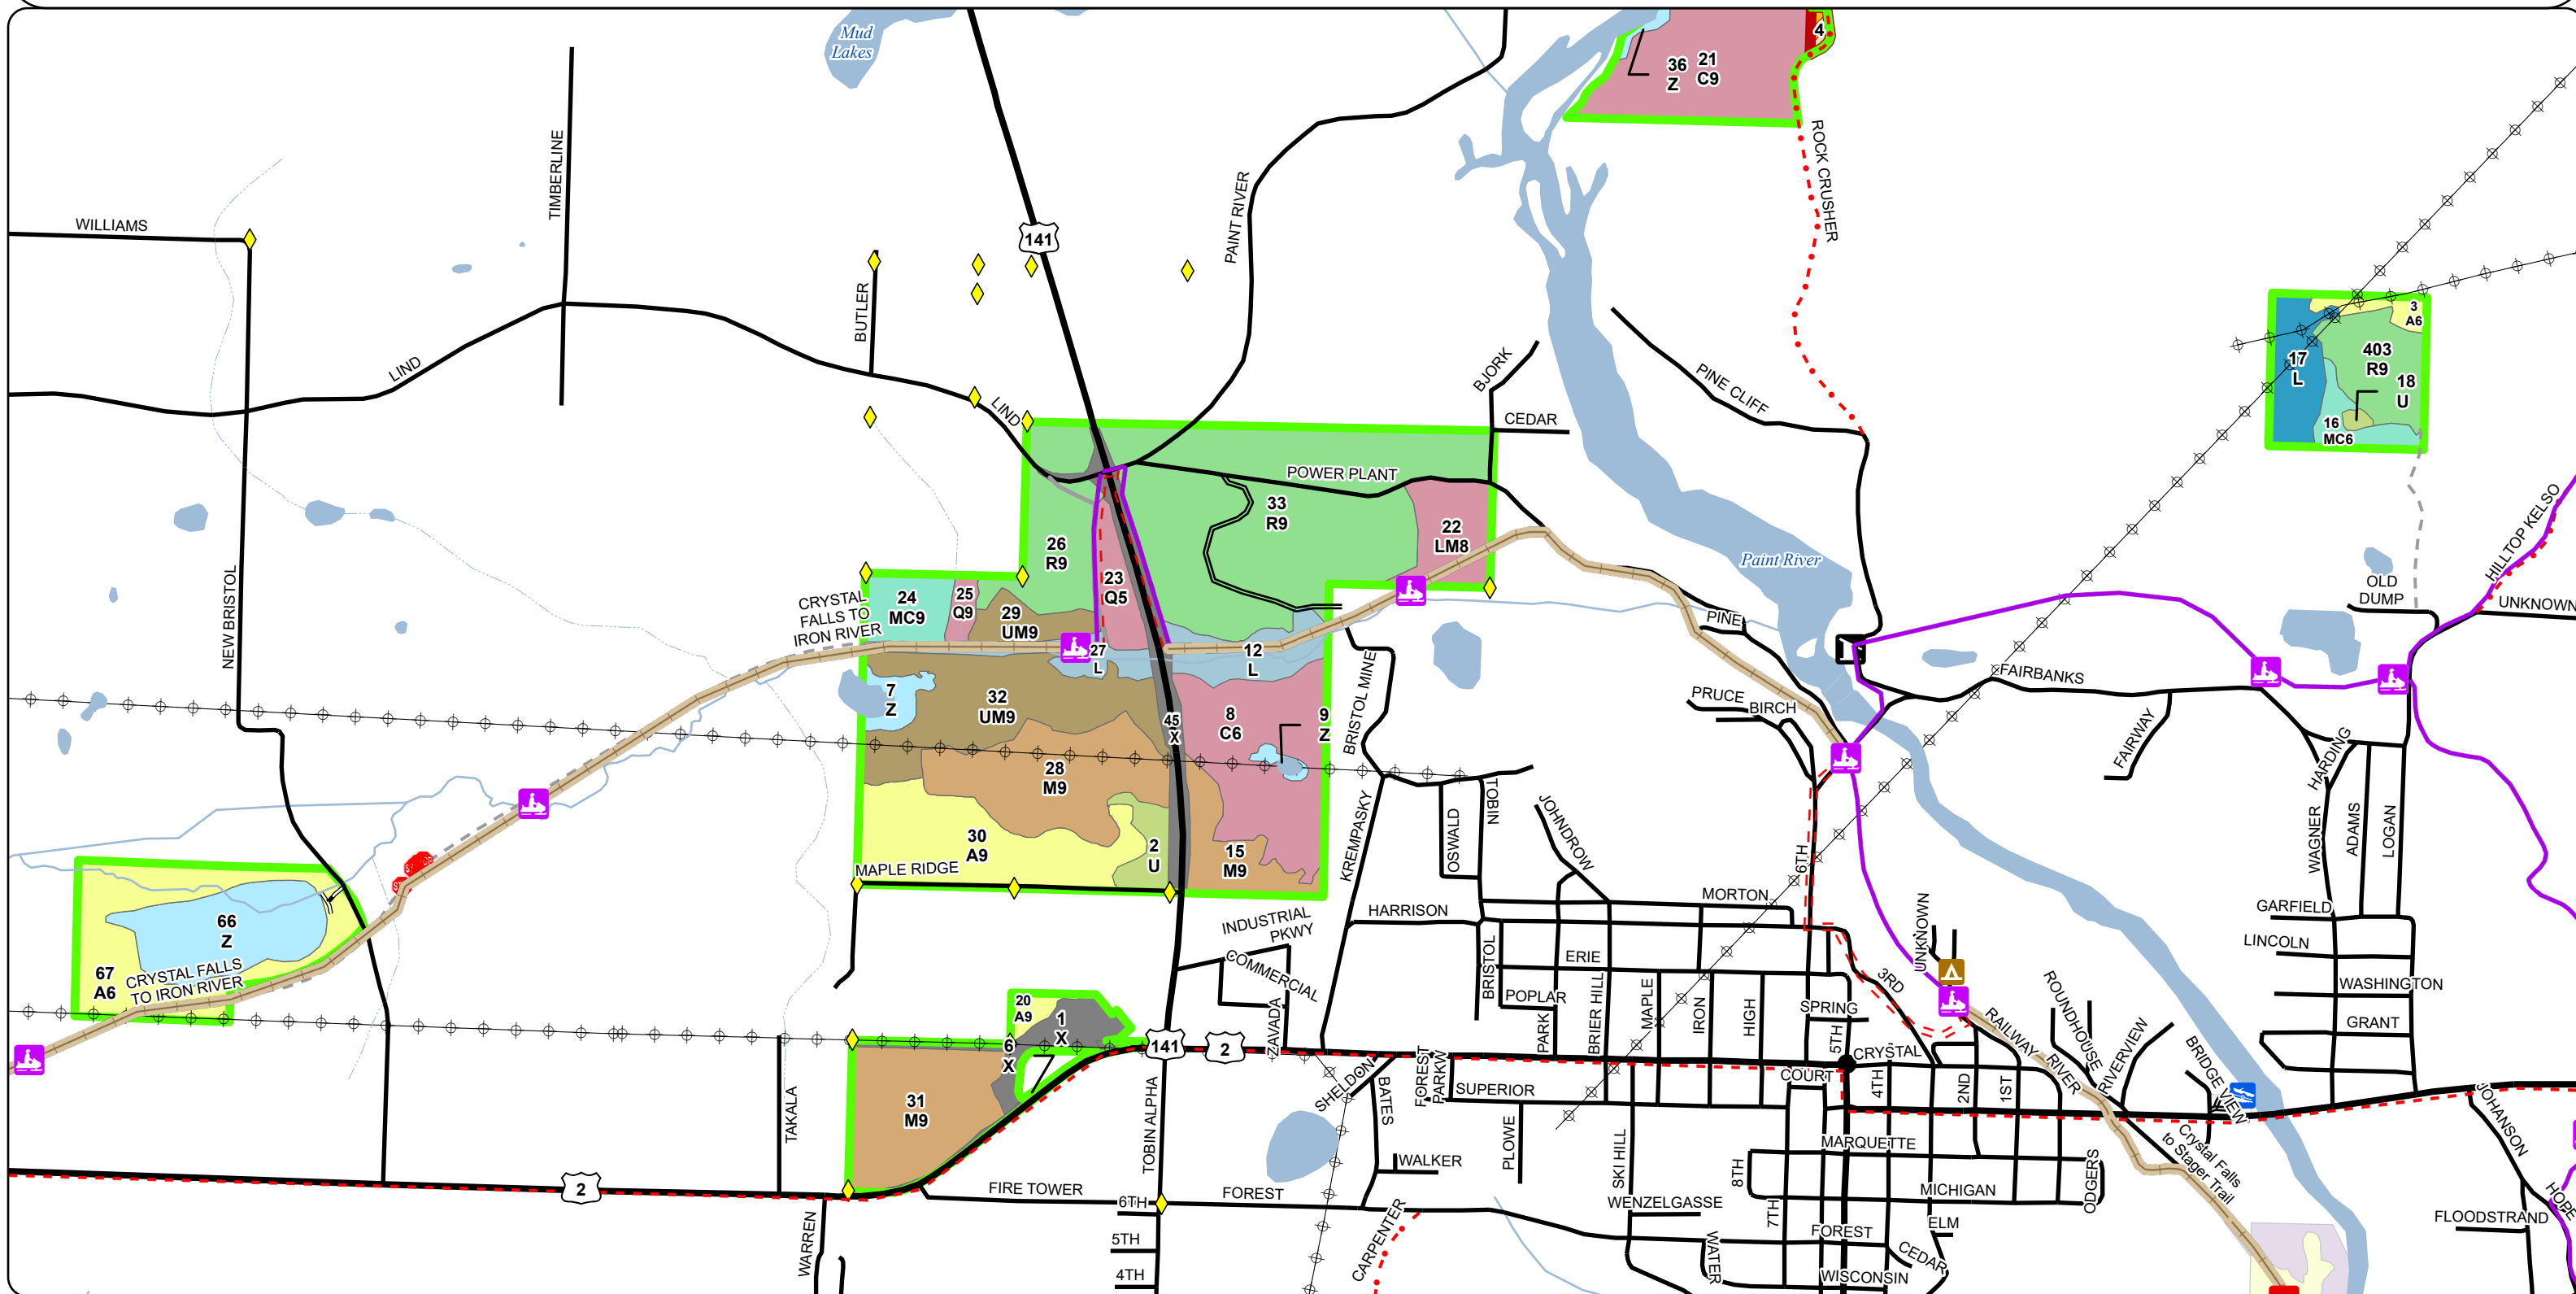 Mud
Lakes
4
36
Z
21
C9
ROCK CRUSHER
WILLIAMS
TIMBERLINE
141
PAINT RIVER
BUTLER
LIND
LIND
BJORK
CEDAR
PINE CLIFF
3
A6
17
L
403
R9
18
U
16
MC6
POWER PLANT
33
R9
22
LM8
26
R9
23
Q5
24
MC9
25
Q9
29
UM9
CRYSTAL
FALLS TO
IRON RIVER
NEW BRISTOL
27
L
12
L
7
Z
32
UM9
45
X
8
C6
9
Z
28
M9
30
A9
2
U
15
M9
MAPLE RIDGE
Paint River
PINE
PRUCE
BIRCH
BRISTOL MINE
FAIRBANKS
FAIRWAY
HARDING
OLD
DUMP
HILLTOP KELSO
UNKNOWN
WAGNER
ADAMS
LOGAN
KREMPASKY
OSWALD
TOBIN
JOHNDROW
6TH
MORTON
HARRISON
INDUSTRIAL
PKWY
COMMERCIAL
ZAVADA
BRISTOL
ERIE
POPLAR
PARK
BRIER HILL
MAPLE
IRON
HIGH
SPRING
5TH
3RD
UNKNOWN
RAILWAY
RIVER
ROUNDHOUSE
RIVERVIEW
BRIDGE VIEW
GARFIELD
LINCOLN
WASHINGTON
GRANT
66
Z
67
A6
CRYSTAL FALLS
TO IRON RIVER
20
A9
1
X
6
X
31
M9
141
2
2
TAKALA
WARREN
TOBIN ALPHA
FIRE TOWER
6TH
5TH
4TH
FOREST
SHELDON
BATES
FOREST
PARKW
SUPERIOR
WALKER
PLOWE
CARPENTER
SKI HILL
WENZELGASSE
WATER
8TH
7TH
COURT
CRYSTAL
4TH
2ND
1ST
MARQUETTE
MICHIGAN
ODGERS
FOREST
ELM
CEDAR
WISCONSIN
Crystal Falls
to Stager Trail
JOHANSON
FLOODSTRAND
HOPE